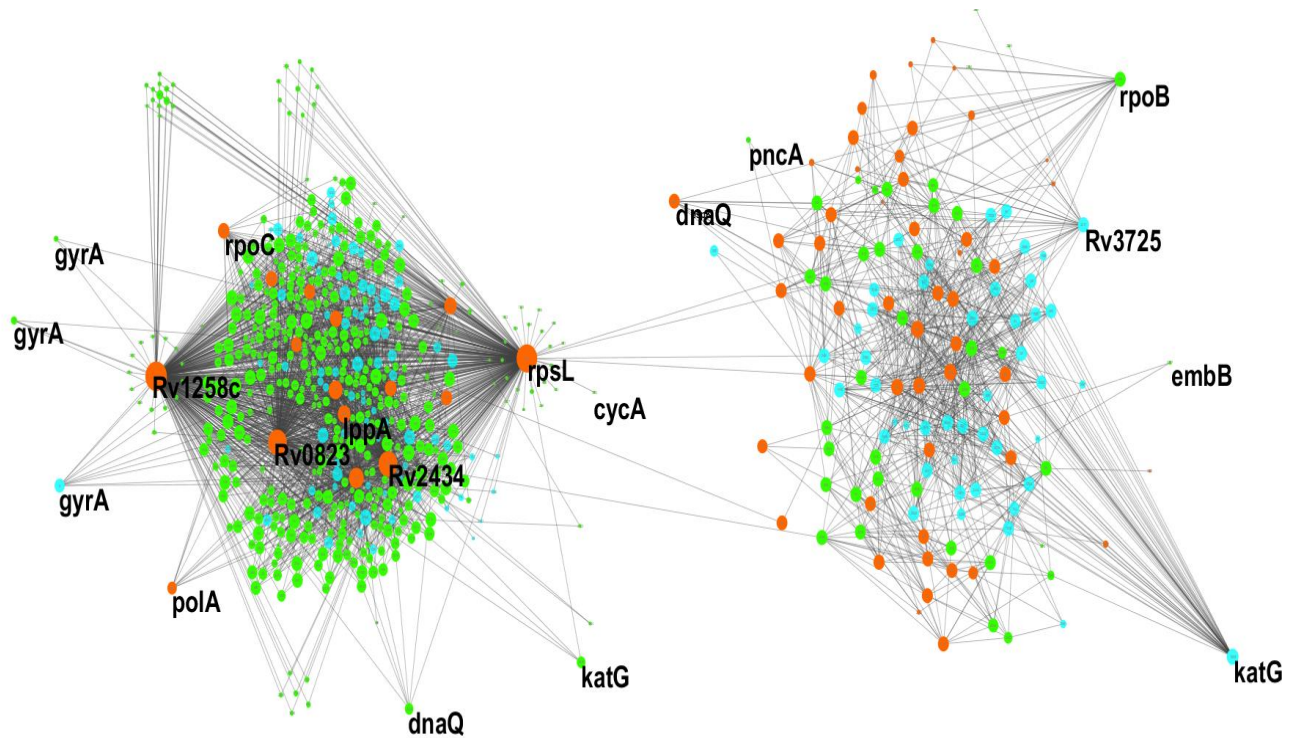 rpoB
pncA
dnaQ
Rv3725
rpoC
gyrA
gyrA
Rv1258c
rpsL
embB
cycA
lppA
Rv0823
Rv2434
gyrA
polA
katG
katG
dnaQ